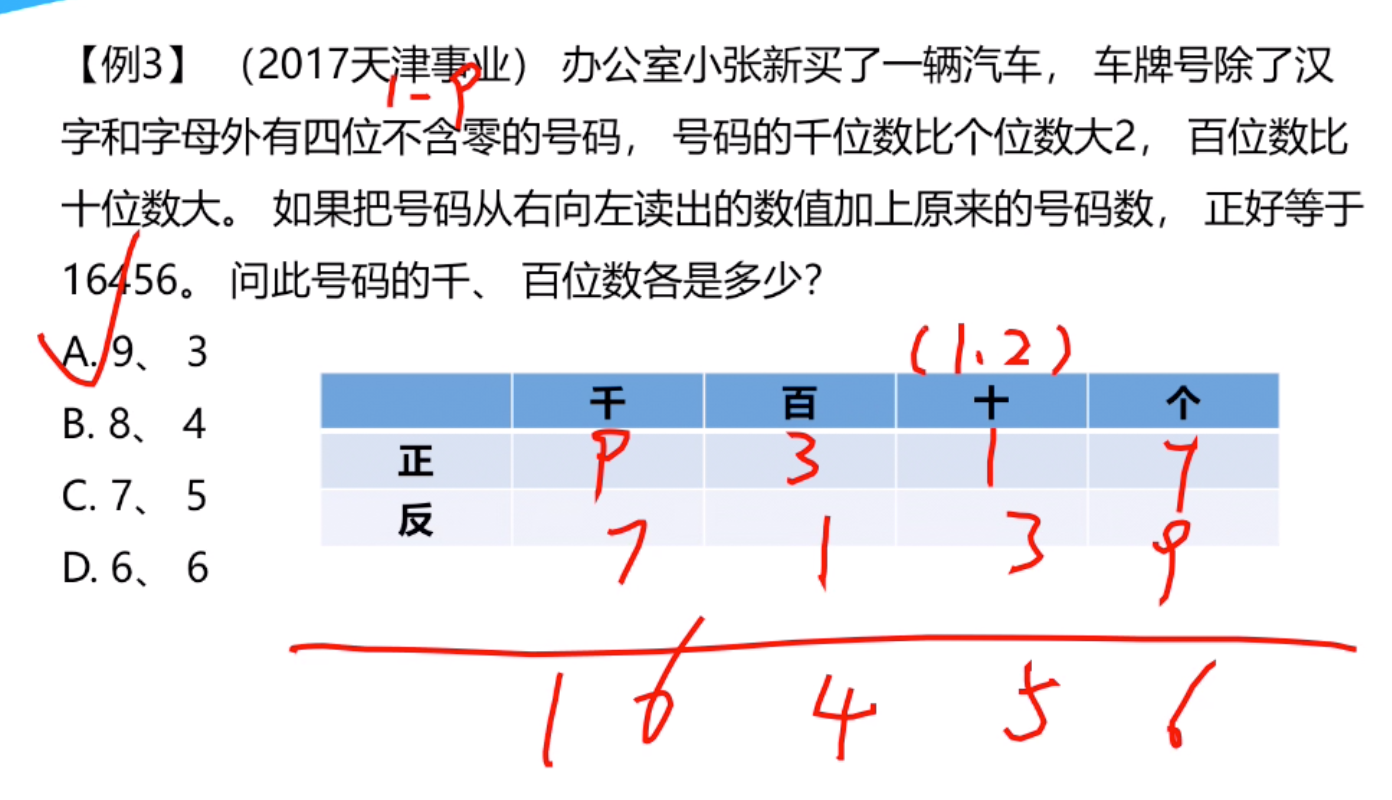 【例3】 （2017天津事业） 办公室小张新买了一辆汽车， 车牌号除了汉
1-9
字和字母外有四位不含零的号码， 号码的千位数比个位数大2， 百位数比
十位数大。 如果把号码从右向左读出的数值加上原来的号码数， 正好等于
16456。 问此号码的千、 百位数各是多少？
A. 9、 3
(1.2)
千 百 十 个
B. 8、 4
正 9 3 1 7
C. 7、 5
反 7 1 3 9
D. 6、 6
1 6 4 5 6